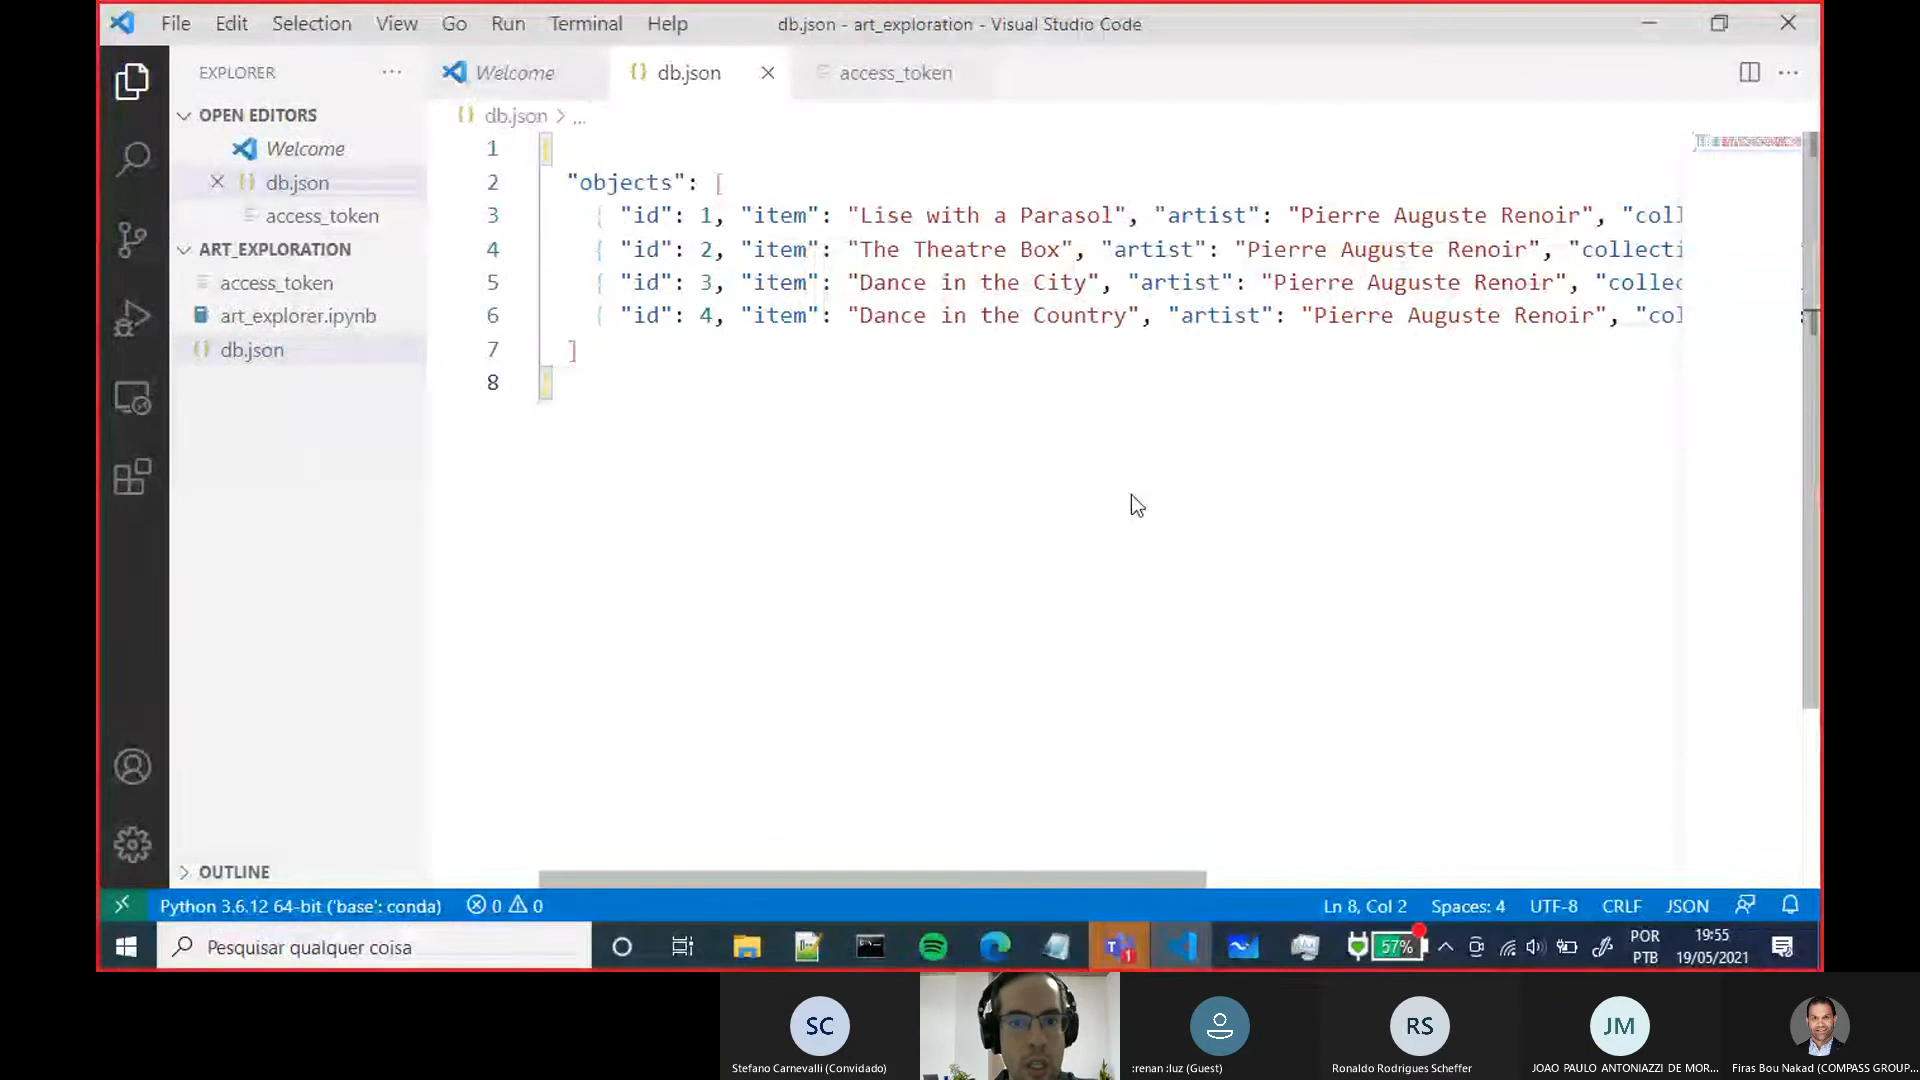 File Edit Selection View Go Run Terminal Help db.json - art_exploration - Visual Studio Code
EXPLORER
Welcome db.json access_token
OPEN EDITORS
Welcome
db.json
access_token
ART_EXPLORATION
access_token
art_explorer.ipynb
db.json
OUTLINE
db.json > ...
1
2 "objects": [
3 { "id": 1, "item": "Lise with a Parasol", "artist": "Pierre Auguste Renoir", "coll
4 { "id": 2, "item": "The Theatre Box", "artist": "Pierre Auguste Renoir", "collecti
5 { "id": 3, "item": "Dance in the City", "artist": "Pierre Auguste Renoir", "collec
6 { "id": 4, "item": "Dance in the Country", "artist": "Pierre Auguste Renoir", "col
7 ]
8
Python 3.6.12 64-bit ('base': conda) 0 0 Ln 8, Col 2 Spaces: 4 UTF-8 CRLF JSON
Pesquisar qualquer coisa
1
57%
POR
PTB
19:55
19/05/2021
SC
RS
JM
Stefano Carnevalli (Convidado)
:renan :luz (Guest)
Ronaldo Rodrigues Scheffer
JOAO PAULO ANTONIAZZI DE MOR...
Firas Bou Nakad (COMPASS GROUP...